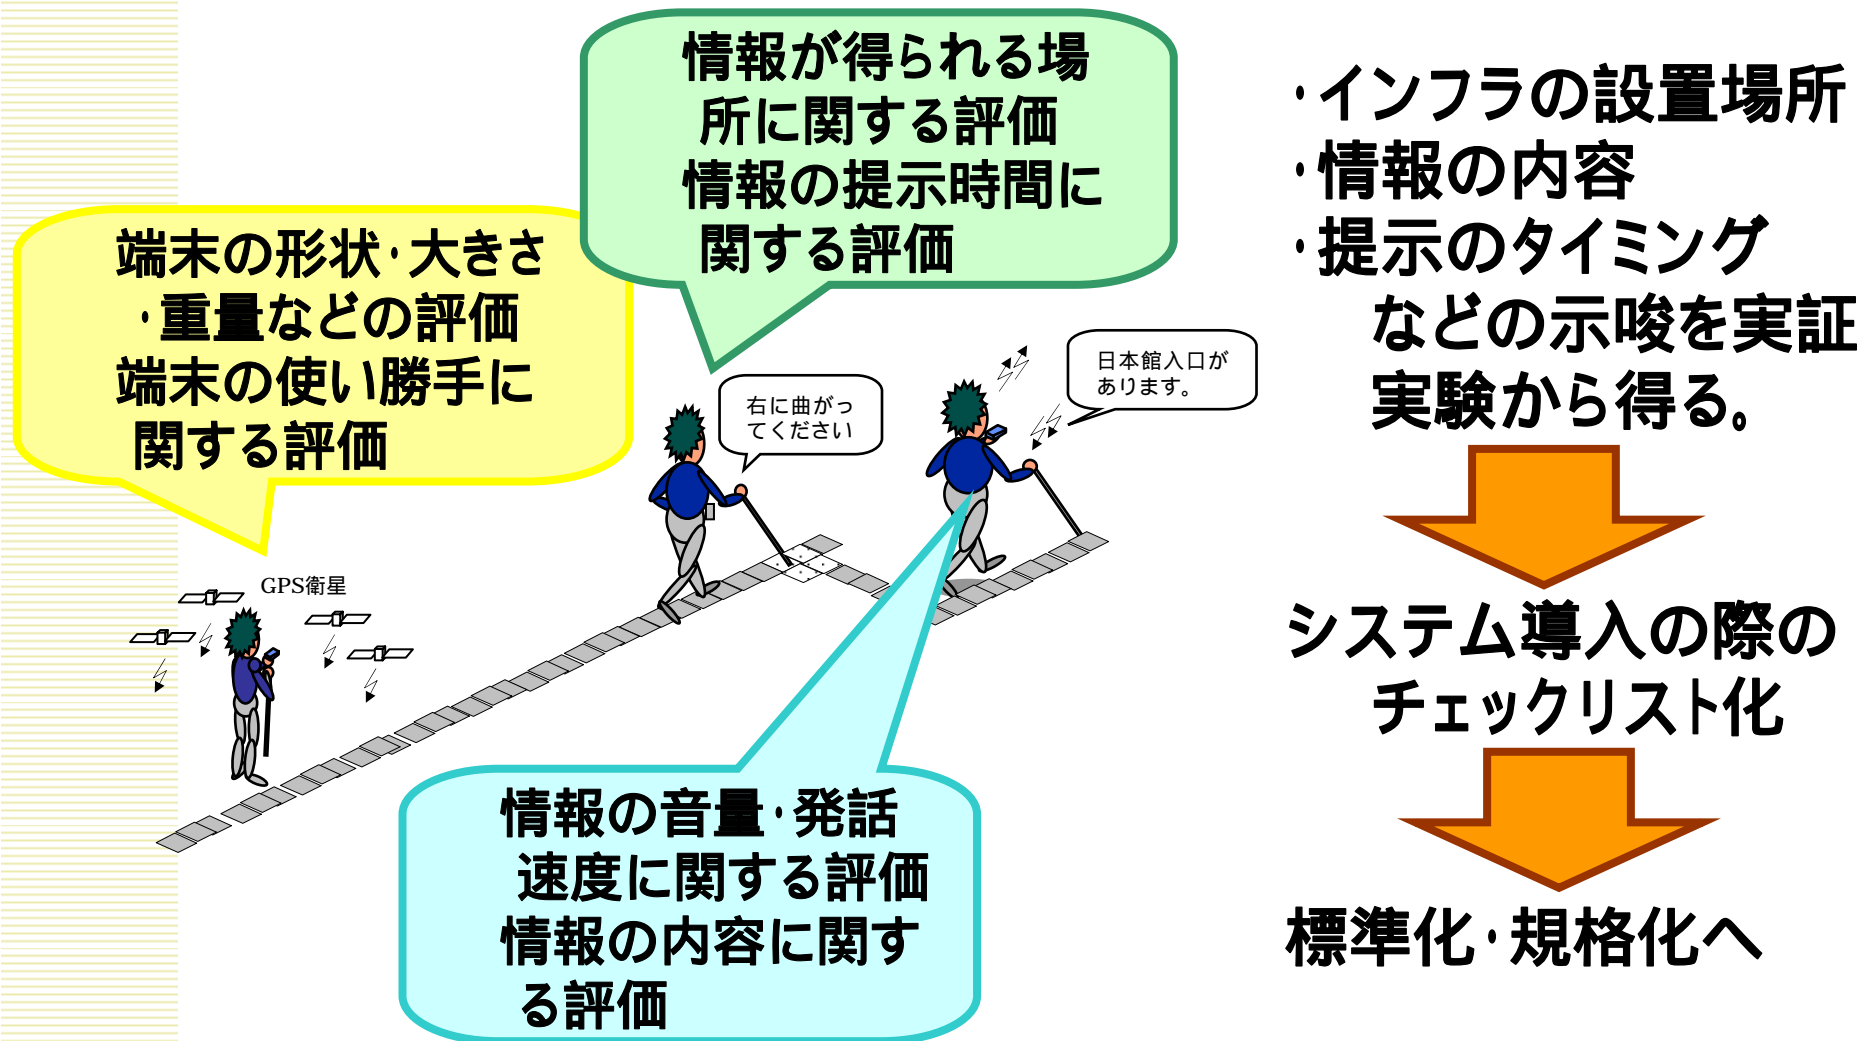 情報が得られる場
所に関する評価
情報の提示時間に
関する評価
端末の形状・大きさ
・重量などの評価
端末の使い勝手に
関する評価
右に曲がっ
てください
日本館入口が
あります。
GPS衛星
情報の音量・発話
速度に関する評価
情報の内容に関す
る評価
・インフラの設置場所
・情報の内容
・提示のタイミング
などの示唆を実証
実験から得る。
システム導入の際の
チェックリスト化
標準化・規格化へ